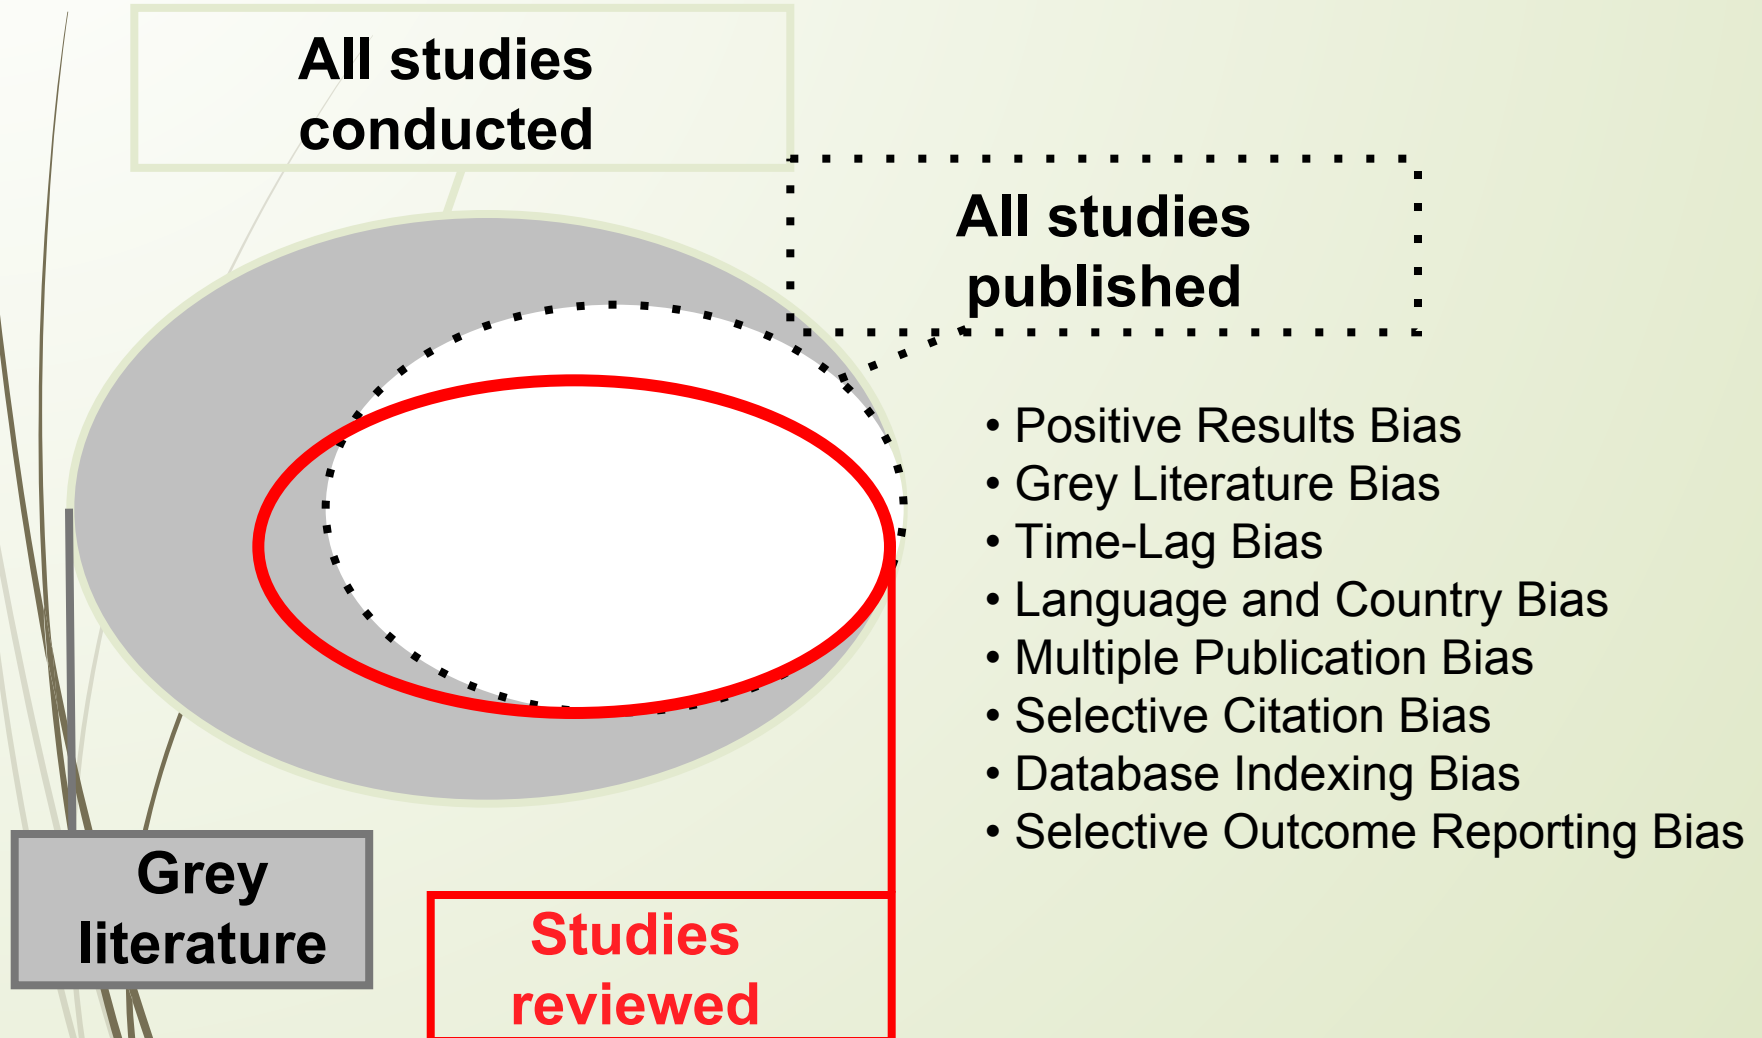 All studies
conducted
All studies
published
• Positive Results Bias
• Grey Literature Bias
• Time-Lag Bias
• Language and Country Bias
• Multiple Publication Bias
• Selective Citation Bias
• Database Indexing Bias
• Selective Outcome Reporting Bias
Grey
literature
Studies
reviewed